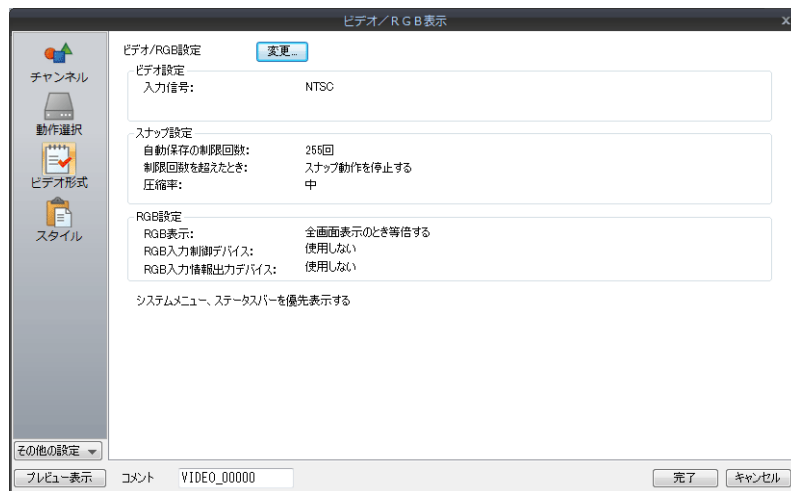 ビデオ／ＲＧＢ表示 x
チャンネル
動作選択
ビデオ形式
スタイル
その他の設定
ビデオ/RGB設定 変更...
ビデオ設定
入力信号: NTSC
スナップ設定
自動保存の制限回数: 255回
制限回数を超えたとき: スナップ動作を停止する
圧縮率: 中
RGB設定
RGB表示: 全画面表示のとき等倍する
RGB入力制御デバイス: 使用しない
RGB入力情報出力デバイス: 使用しない
システムメニュー、ステータスバーを優先表示する
プレビュー表示 コメント VIDEO_00000 完了 キャンセル